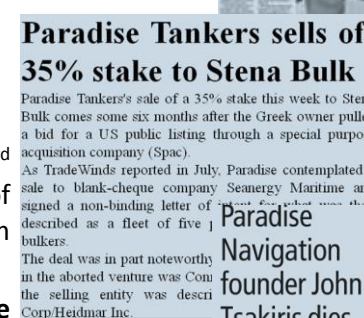 Paradise Tankers sells of
35% stake to Stena Bulk
Paradise Tankers's sale of a 35% stake this week to
Bulk comes some six months after the Greek owner
a bid for a US public listing through a special
acquisition company (Spac).
As TradeWinds reported in July, Paradise contemplated
sale to blank-cheque company Seanergy Maritime
signed a non-binding letter of
described as a fleet of five
bulkers.
The deal was in part noteworthy
in the aborted venture was
the selling entity was
Corp/Heidmar Inc.
Paradise
Navigation
founder John
Tsakiris dies
d
of
n
e